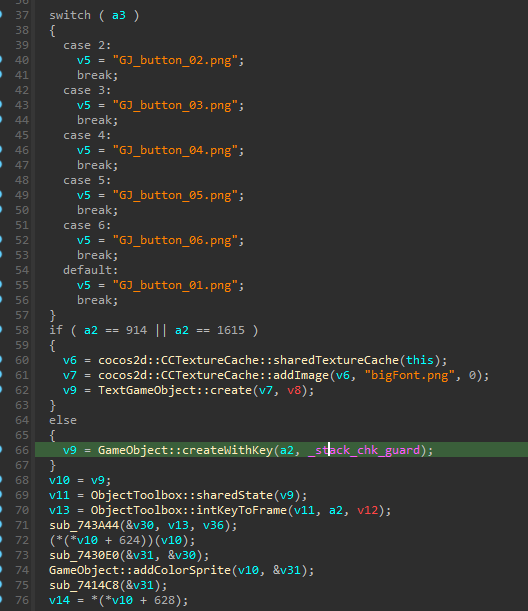 37 switch ( a3 )
38 {
39 case 2:
40 v5 = "GJ_button_02.png";
41 break;
42 case 3:
43 v5 = "GJ_button_03.png";
44 break;
45 case 4:
46 v5 = "GJ_button_04.png";
47 break;
48 case 5:
49 v5 = "GJ_button_05.png";
50 break;
51 case 6:
52 v5 = "GJ_button_06.png";
53 break;
54 default:
55 v5 = "GJ_button_01.png";
56 break;
57 }
58 if ( a2 == 914 || a2 == 1615 )
59 {
60 v6 = cocos2d::CCTextureCache::sharedTextureCache(this);
61 v7 = cocos2d::CCTextureCache::addImage(v6, "bigFont.png", 0);
62 v9 = TextGameObject::create(v7, v8);
63 }
64 else
65 {
66 v9 = GameObject::createWithKey(a2, _stack_chk_guard);
67 }
68 v10 = v9;
69 v11 = ObjectToolbox::sharedState(v9);
70 v13 = ObjectToolbox::intKeyToFrame(v11, a2, v12);
71 sub_743A44(&v30, v13, v36);
72 (*(*v10 + 624))(v10);
73 sub_7430E0(&v31, &v30);
74 GameObject::addColorSprite(v10, &v31);
75 sub_7414C8(&v31);
76 v14 = *(*v10 + 628);